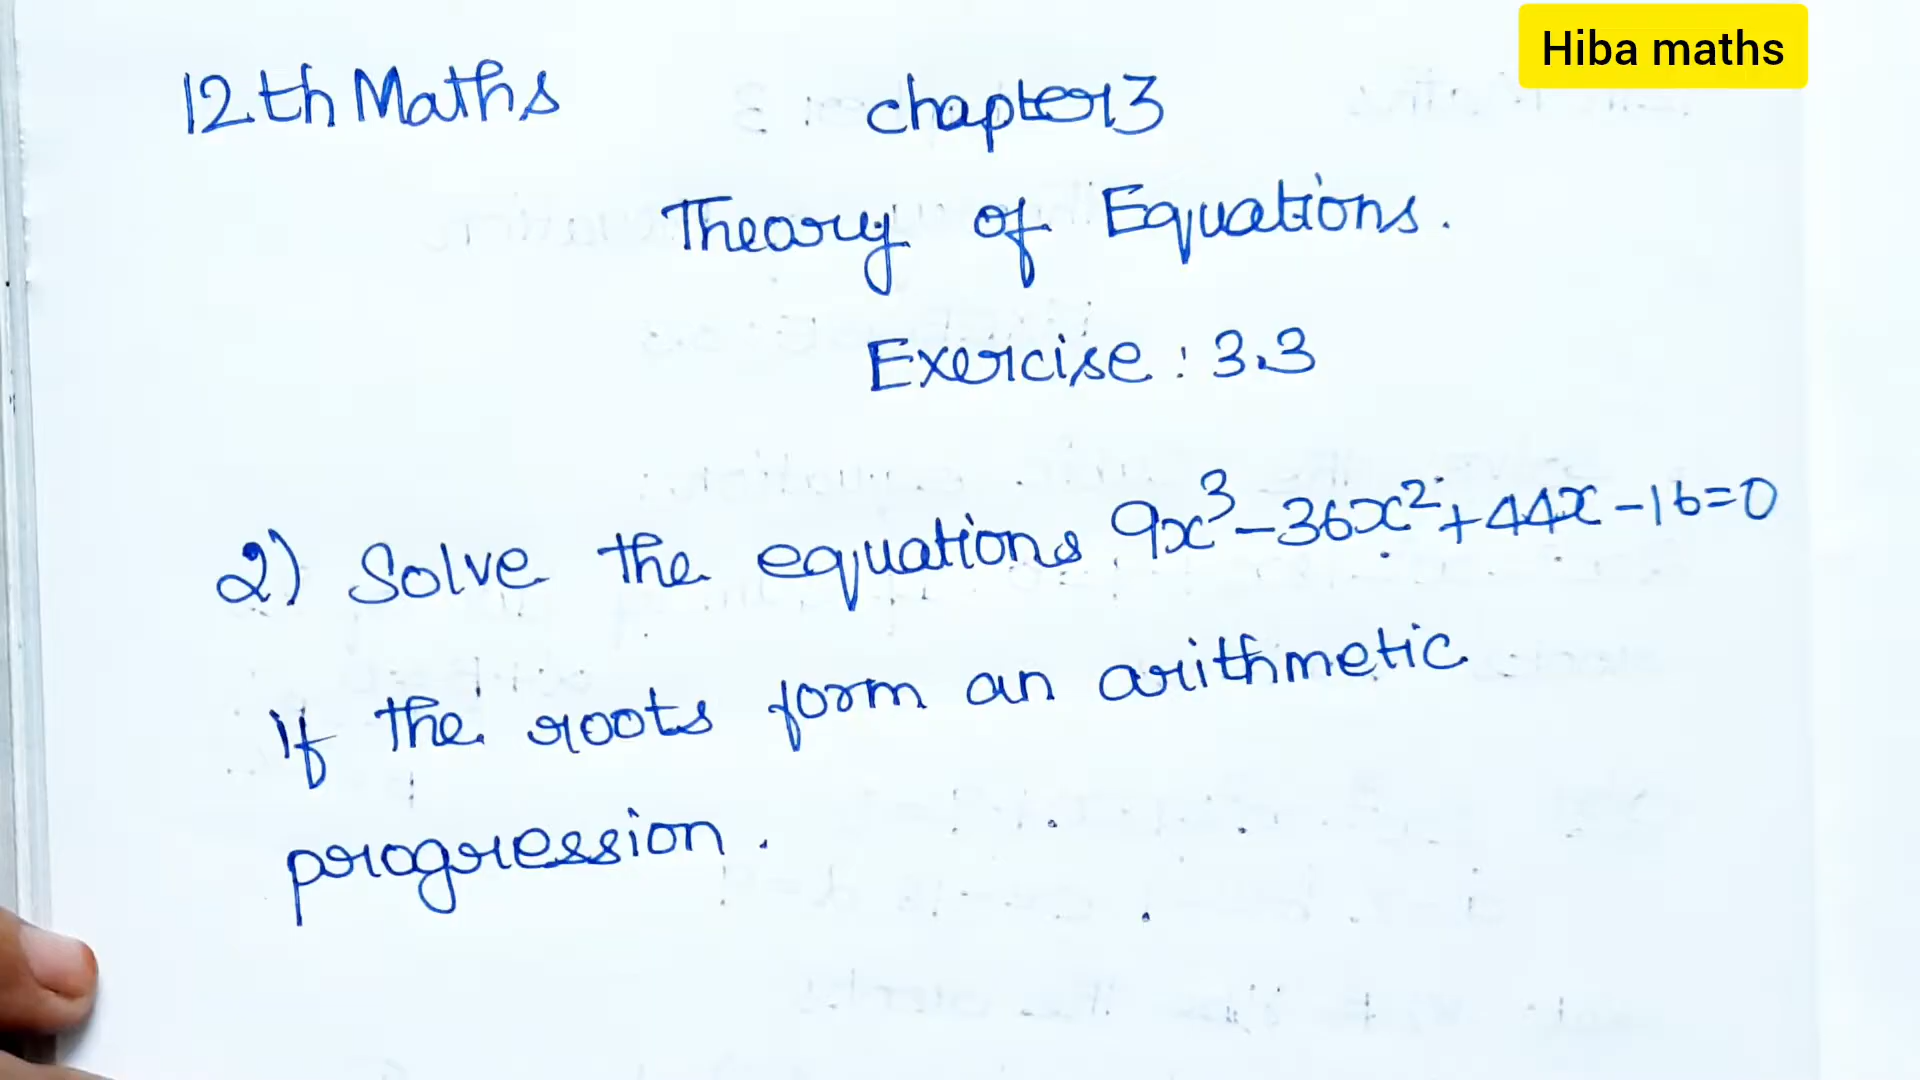 Hiba maths
12th Maths chapter 3
Theory of Equations.
Exercise: 3.3
2) Solve the equations 9x³-36x²+44x-16=0
if the roots form an arithmetic
progression.